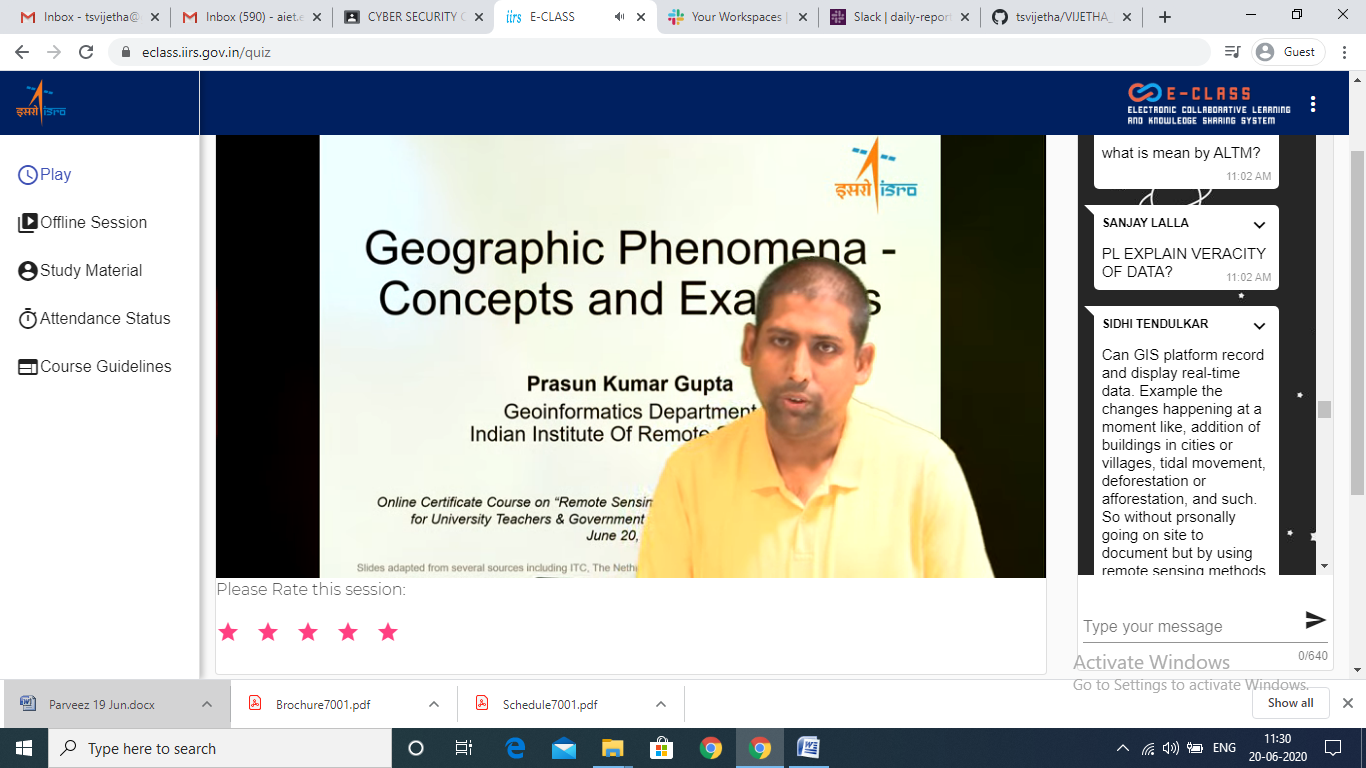 Inbox - tsvijetha@
Inbox (590) - aiet.e
CYBER SECURITY C
iirs E-CLASS
Your Workspaces |
Slack | daily-report
tsvijetha/VIJETHA_
eclass.iirs.gov.in/quiz
Guest
इसरो isro
E-CLASS
ELECTRONIC COLLABORATIVE LEARNING
AND KNOWLEDGE SHARING SYSTEM
Play
Offline Session
Study Material
Attendance Status
Course Guidelines
इसरो isro
Geographic Phenomena -
Concepts and Exa s
Prasun Kumar Gupta
Geoinformatics Department
Indian Institute Of Remote S
Online Certificate Course on “Remote Sensin
for University Teachers & Government
June 20,
Slides adapted from several sources including ITC, The Neth
Please Rate this session:
what is mean by ALTM?
11:02 AM
SANJAY LALLA
PL EXPLAIN VERACITY
OF DATA?
11:02 AM
SIDHI TENDULKAR
Can GIS platform record
and display real-time
data. Example the
changes happening at a
moment like, addition of
buildings in cities or
villages, tidal movement,
deforestation or
afforestation, and such.
So without prsonally
going on site to
document but by using
remote sensing methods
Type your message
0/640
Activate Windows
Go to Settings to activate Windows.
Parveez 19 Jun.docx
Brochure7001.pdf
Schedule7001.pdf
Show all
Type here to search
ENG
11:30
20-06-2020